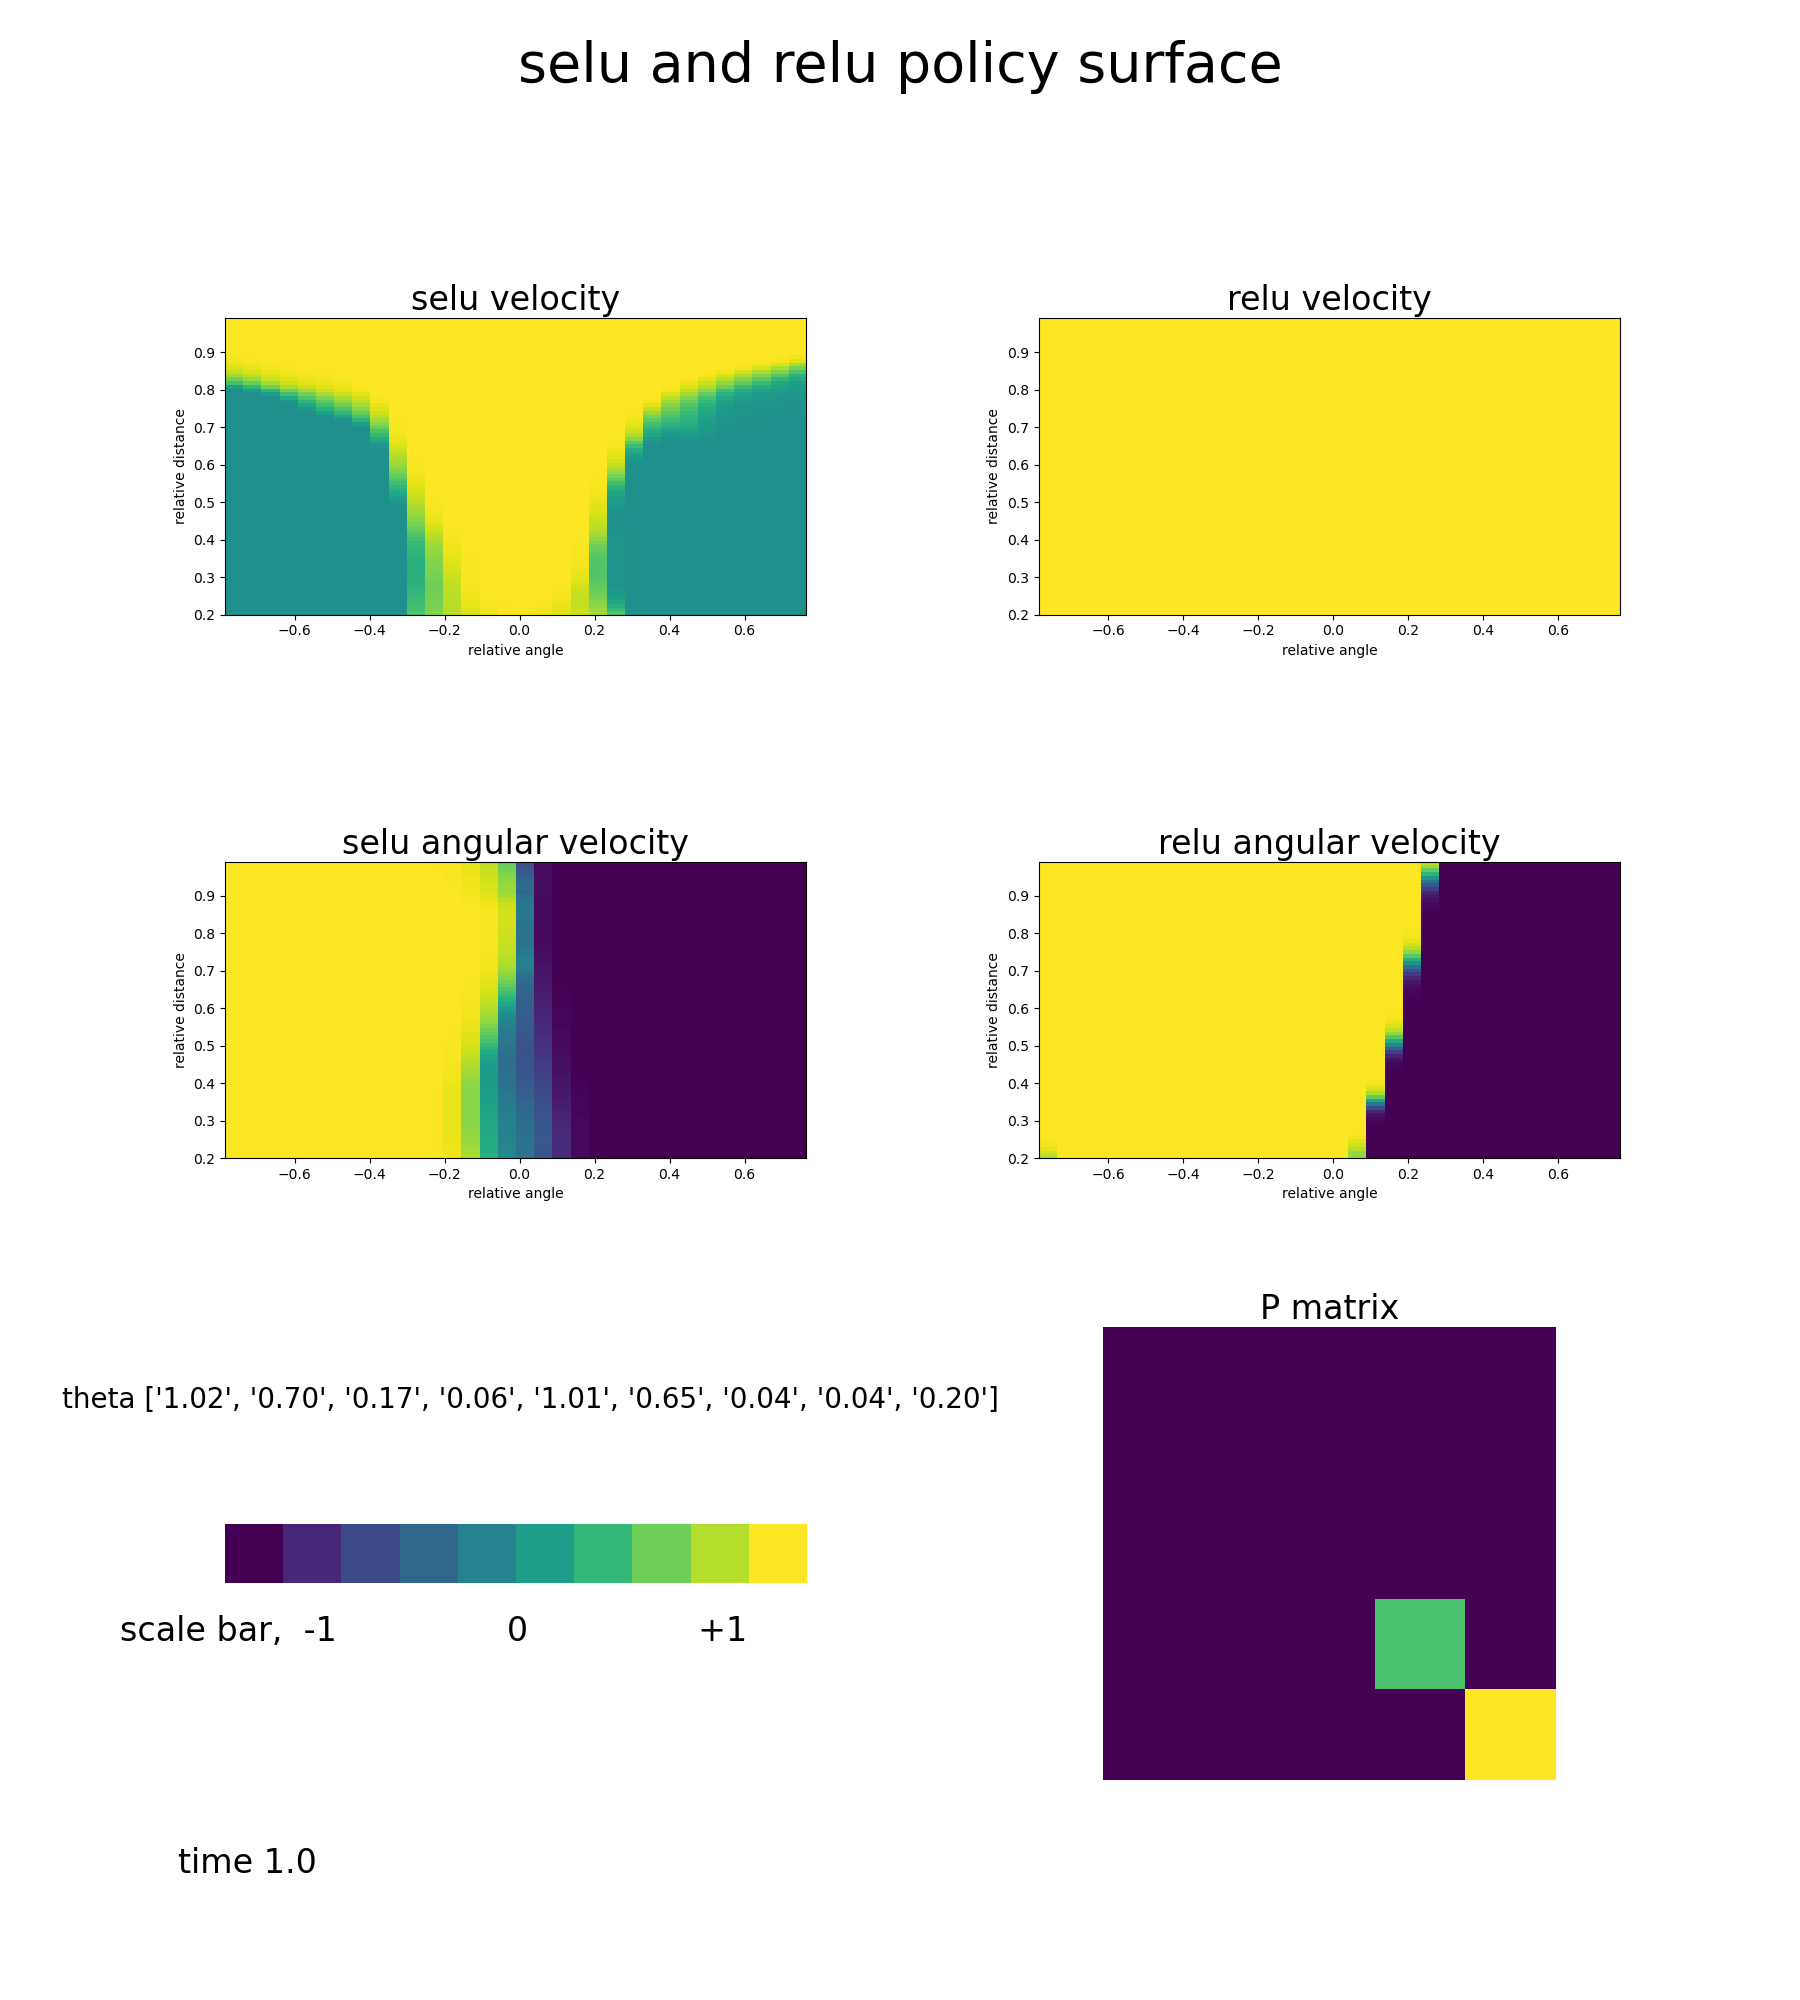 selu and relu policy surface
selu velocity
relative distance
0.9
0.8
0.7
0.6
0.5
0.4
0.3
0.2
−0.6 −0.4 −0.2 0.0 0.2 0.4 0.6
relative angle
relu velocity
relative distance
0.9
0.8
0.7
0.6
0.5
0.4
0.3
0.2
−0.6 −0.4 −0.2 0.0 0.2 0.4 0.6
relative angle
selu angular velocity
relative distance
0.9
0.8
0.7
0.6
0.5
0.4
0.3
0.2
−0.6 −0.4 −0.2 0.0 0.2 0.4 0.6
relative angle
relu angular velocity
relative distance
0.9
0.8
0.7
0.6
0.5
0.4
0.3
0.2
−0.6 −0.4 −0.2 0.0 0.2 0.4 0.6
relative angle
theta ['1.02', '0.70', '0.17', '0.06', '1.01', '0.65', '0.04', '0.04', '0.20']
scale bar, -1 0 +1
P matrix
time 1.0